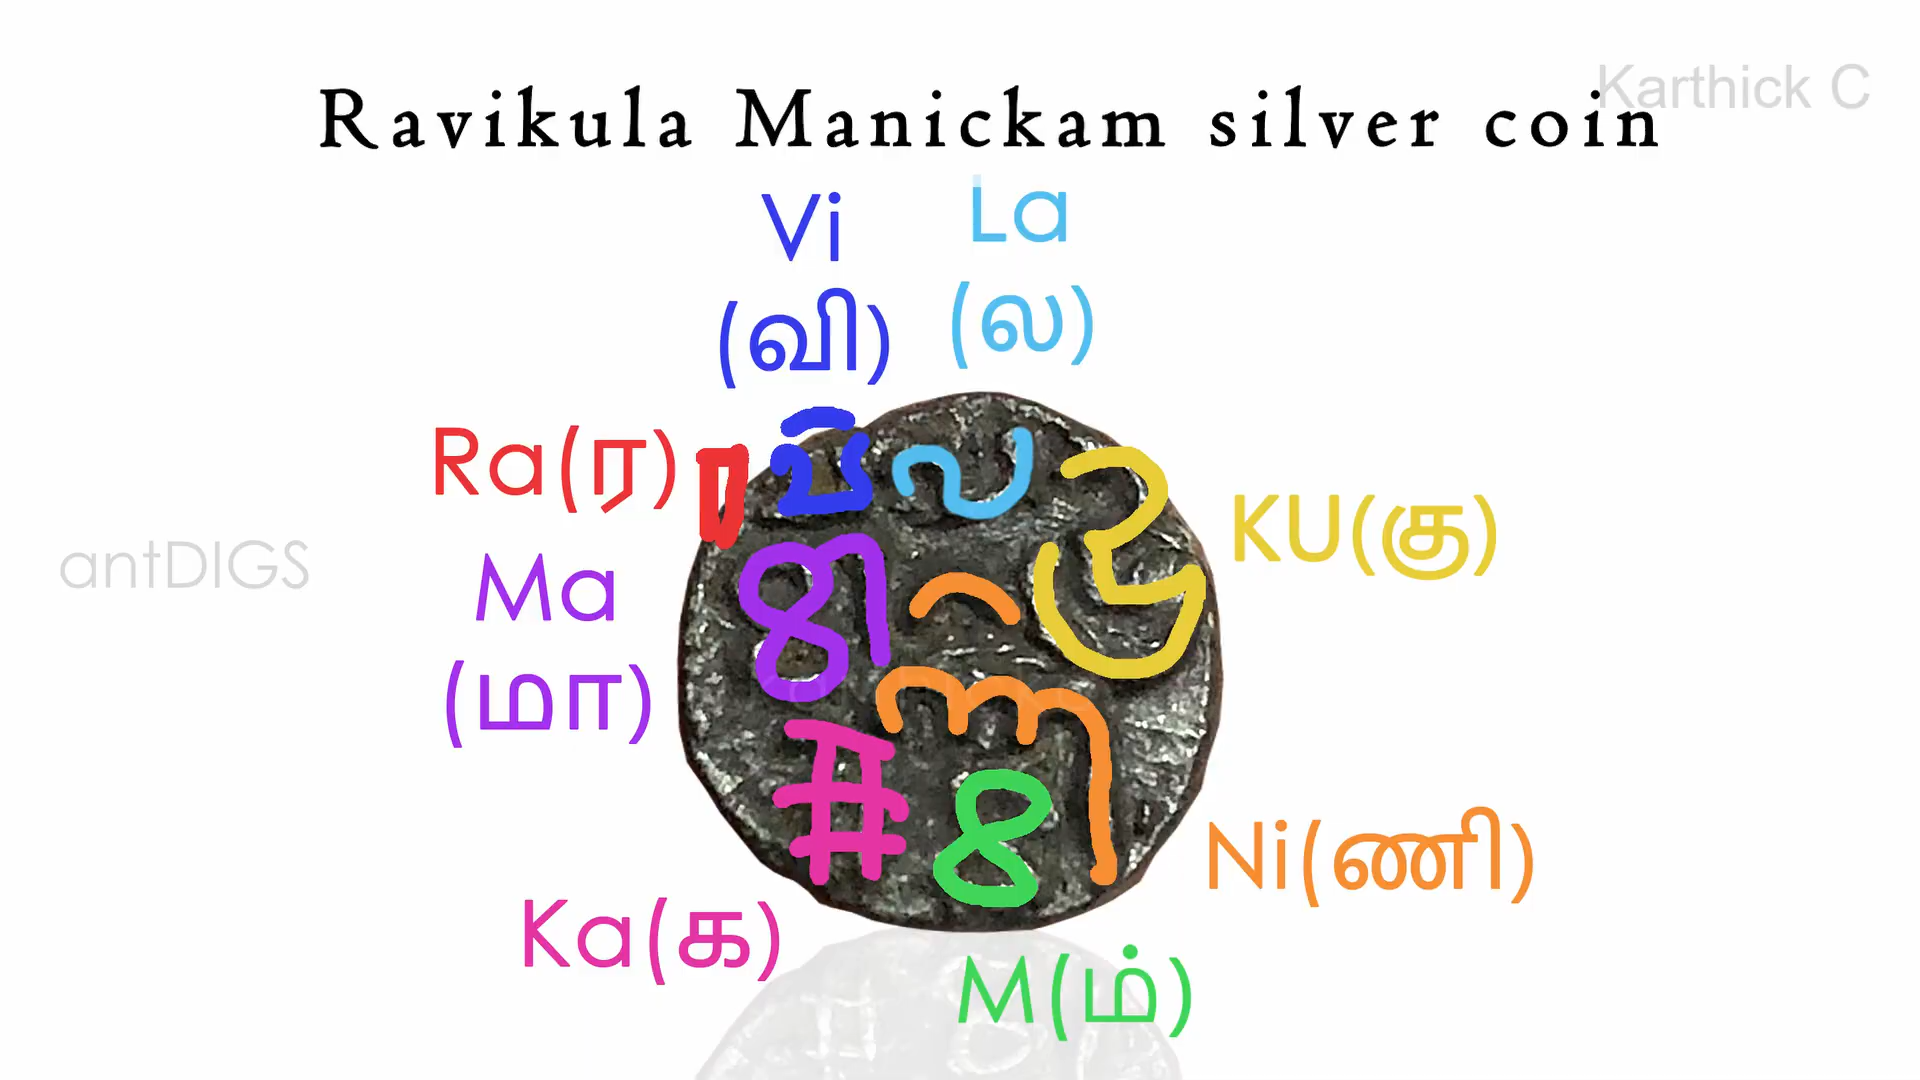 Karthick C
Ravikula Manickam silver coin
Vi
(வி)
La
(ல)
Ra(ர)
KU(கு)
antDIGS
Ma
(மா)
Ni(ணி)
Ka(க)
M(ம்)